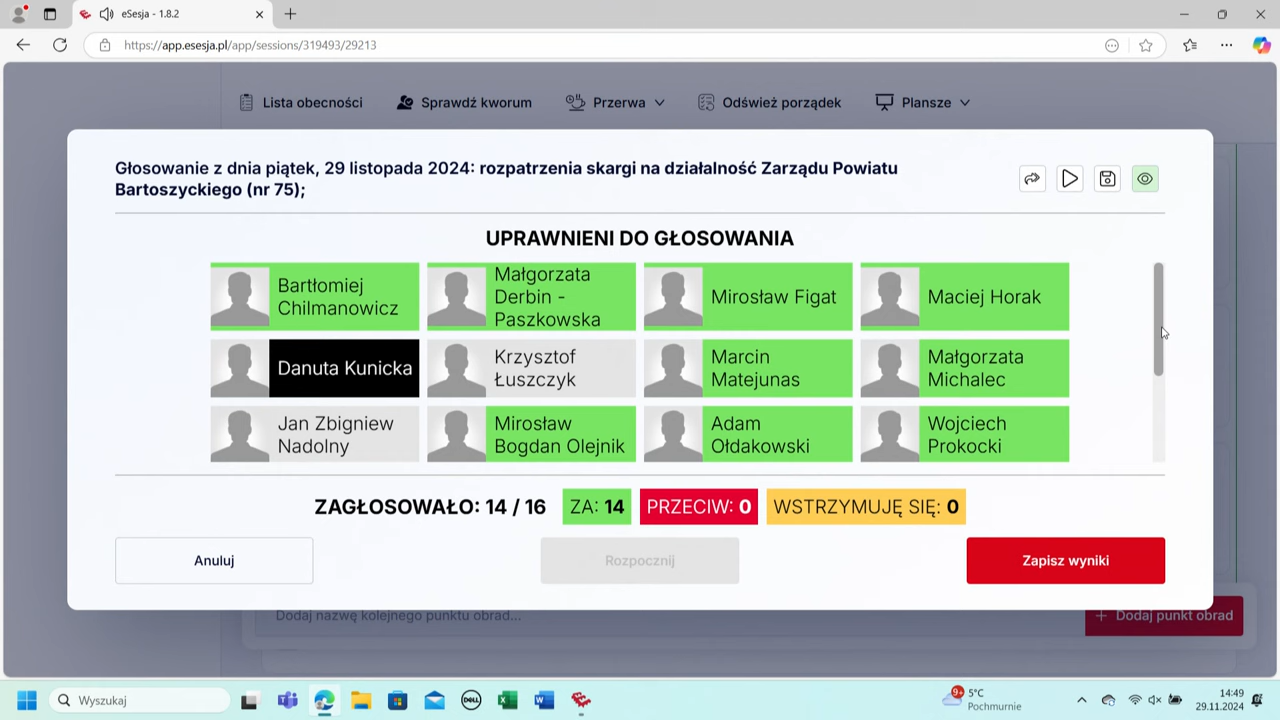 eSesja - 1.8.2
https://app.esesja.pl/app/sessions/319493/29213
Lista obecności
Sprawdź kworum
Przerwa
Odśwież porządek
Plansze
Głosowanie z dnia piątek, 29 listopada 2024: rozpatrzenia skargi na działalność Zarządu Powiatu
Bartoszyckiego (nr 75);
UPRAWNIENI DO GŁOSOWANIA
Bartłomiej
Chilmanowicz
Małgorzata
Derbin -
Paszkowska
Mirosław Figat
Maciej Horak
Danuta Kunicka
Krzysztof
Łuszczyk
Marcin
Matejunas
Małgorzata
Michalec
Jan Zbigniew
Nadolny
Mirosław
Bogdan Olejnik
Adam
Ołdakowski
Wojciech
Prokocki
ZAGŁOSOWAŁO: 14 / 16
ZA: 14
PRZECIW: 0
WSTRZYMUJĘ SIĘ: 0
Anuluj
Rozpocznij
Zapisz wyniki
Dodaj nazwę kolejnego punktu obrad...
+ Dodaj punkt obrad
Wyszukaj
DELL
9+
5°C
Pochmurnie
14:49
29.11.2024